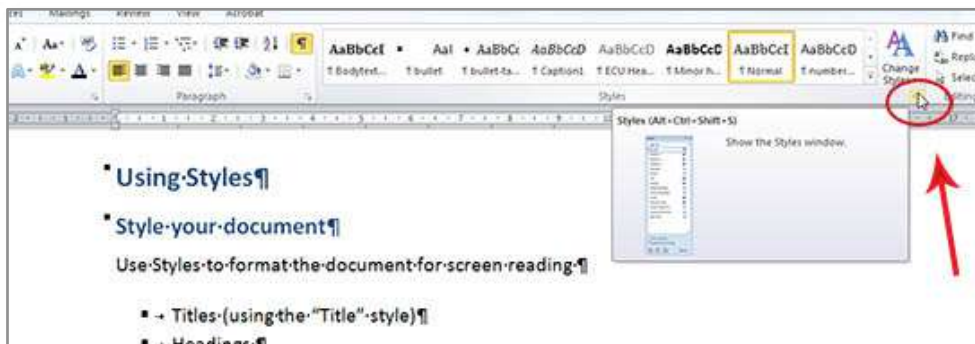 Mailings Review View Acrobat
AaBbCcI AaI AaBbCc AaBbCcD AaBbCcD AaBbCcD AaBbCcI AaBbCcD
¶ Bodytext... ¶ bullet ¶ bullet-ta... ¶ Caption1 ¶ ECU Hea... ¶ Minor h... ¶ Normal ¶ number...
Change
Styles
Find
Repla
Selec
Paragraph Styles Editing
Styles (Alt+Ctrl+Shift+S)
Show the Styles window.
Using·Styles¶
Style·your·document¶
Use·Styles·to·format·the·document·for·screen·reading·¶
▪→Titles·(using·the·“Title”·style)¶
▪→Headings·¶